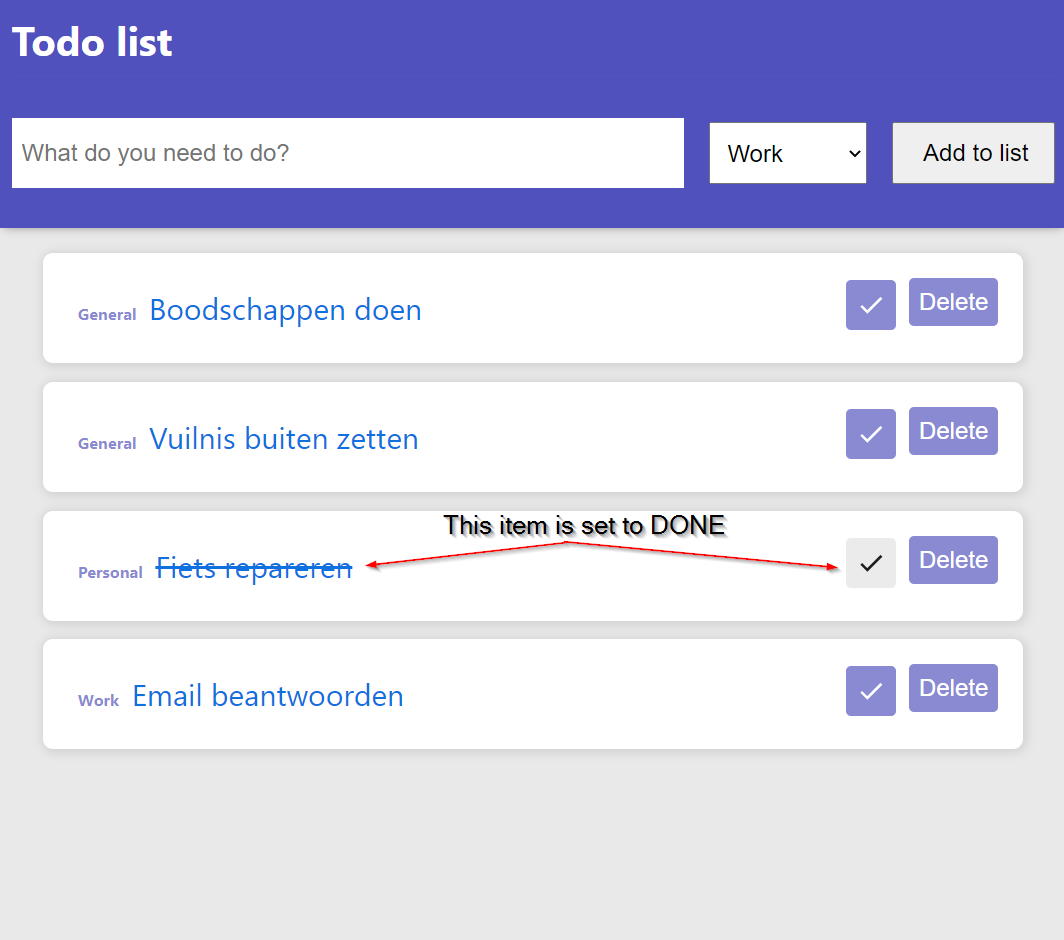 Todo list
What do you need to do?
Work
Add to list
General Boodschappen doen
Delete
General Vuilnis buiten zetten
Delete
This item is set to DONE
Personal Fiets repareren
Delete
Work Email beantwoorden
Delete